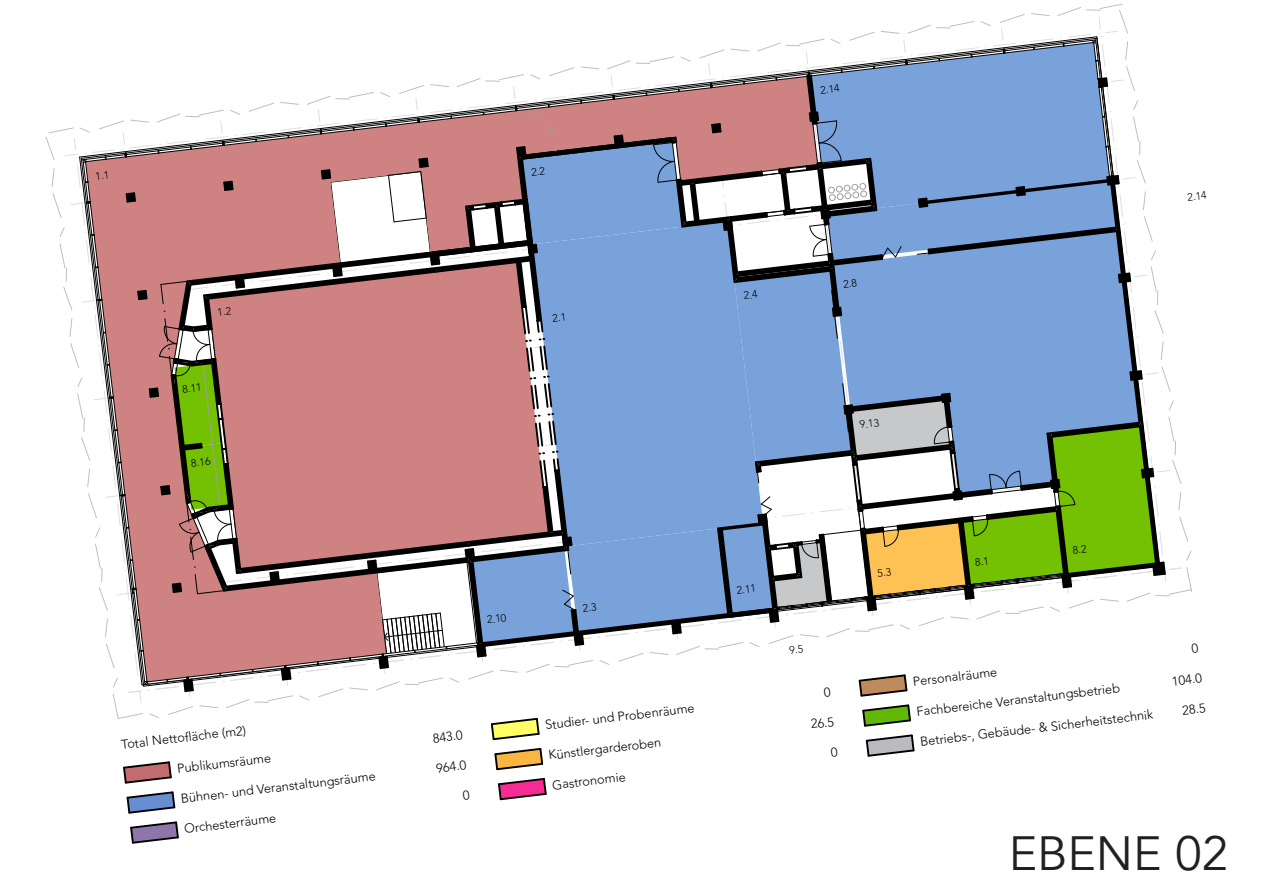 2.14
2.14
1.1
2.2
1.2
2.1
2.4
2.8
8.11
8.16
9.13
2.10
2.3
2.11
5.3
8.1
8.2
9.5
Total Nettofläche (m2)
Publikumsräume 843.0
Bühnen- und Veranstaltungsräume 964.0
Orchesterräume 0
Studier- und Probenräume 0
Künstlergarderoben 26.5
Gastronomie 0
Personalräume 0
Fachbereiche Veranstaltungsbetrieb 104.0
Betriebs-, Gebäude- & Sicherheitstechnik 28.5
EBENE 02